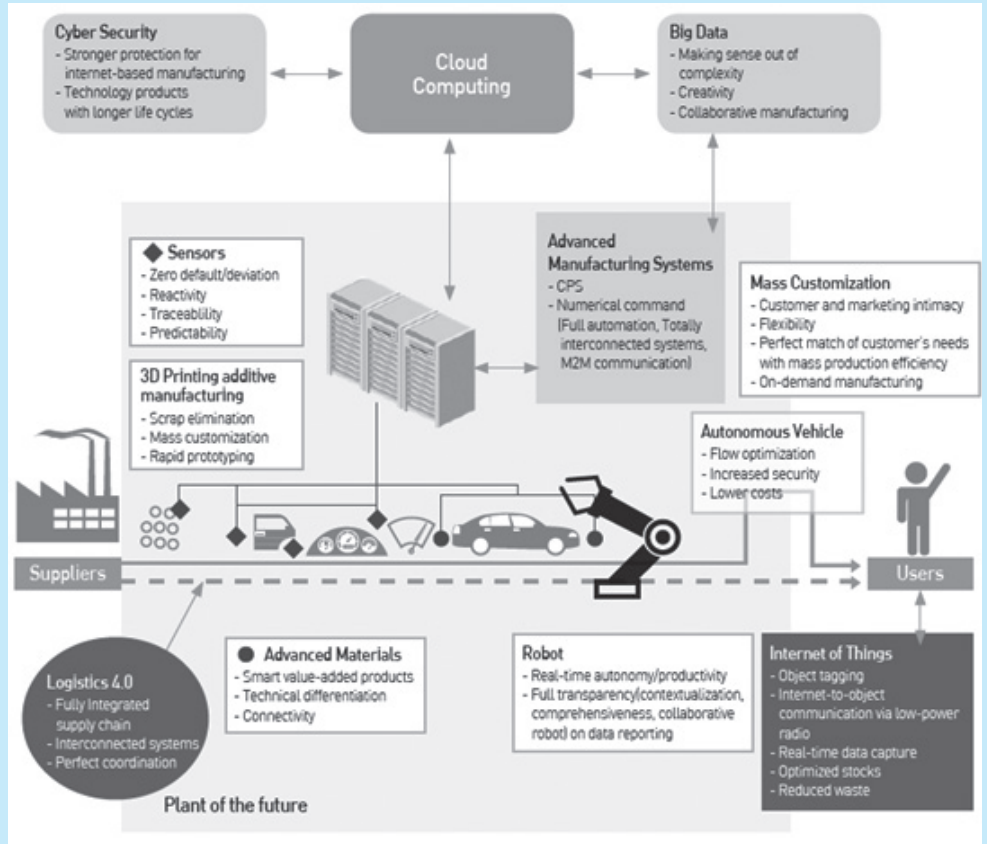 Cyber Security
- Stronger protection for
internet-based manufacturing
- Technology products
with longer life cycles
Cloud
Computing
Big Data
- Making sense out of
complexity
- Creativity
- Collaborative manufacturing
Sensors
- Zero default/deviation
- Reactivity
- Traceablility
- Predictability
3D Printing additive
manufacturing
- Scrap elimination
- Mass customization
- Rapid prototyping
Advanced
Manufacturing Systems
- CPS
- Numerical command
(Full automation, Totally
interconnected systems,
M2M communication)
Mass Customization
- Customer and marketing intimacy
- Flexibility
- Perfect match of customer's needs
with mass production efficiency
- On-demand manufacturing
Autonomous Vehicle
- Flow optimization
- Increased security
- Lower costs
Suppliers
Users
Logistics 4.0
- Fully Integrated
supply chain
- Interconnected systems
- Perfect coordination
Advanced Materials
- Smart value-added products
- Technical differentiation
- Connectivity
Robot
- Real-time autonomy/productivity
- Full transparency(contextualization,
comprehensiveness, collaborative
robot) on data reporting
Internet of Things
- Object tagging
- Internet-to-object
communication via low-power
radio
- Real-time data capture
- Optimized stocks
- Reduced waste
Plant of the future